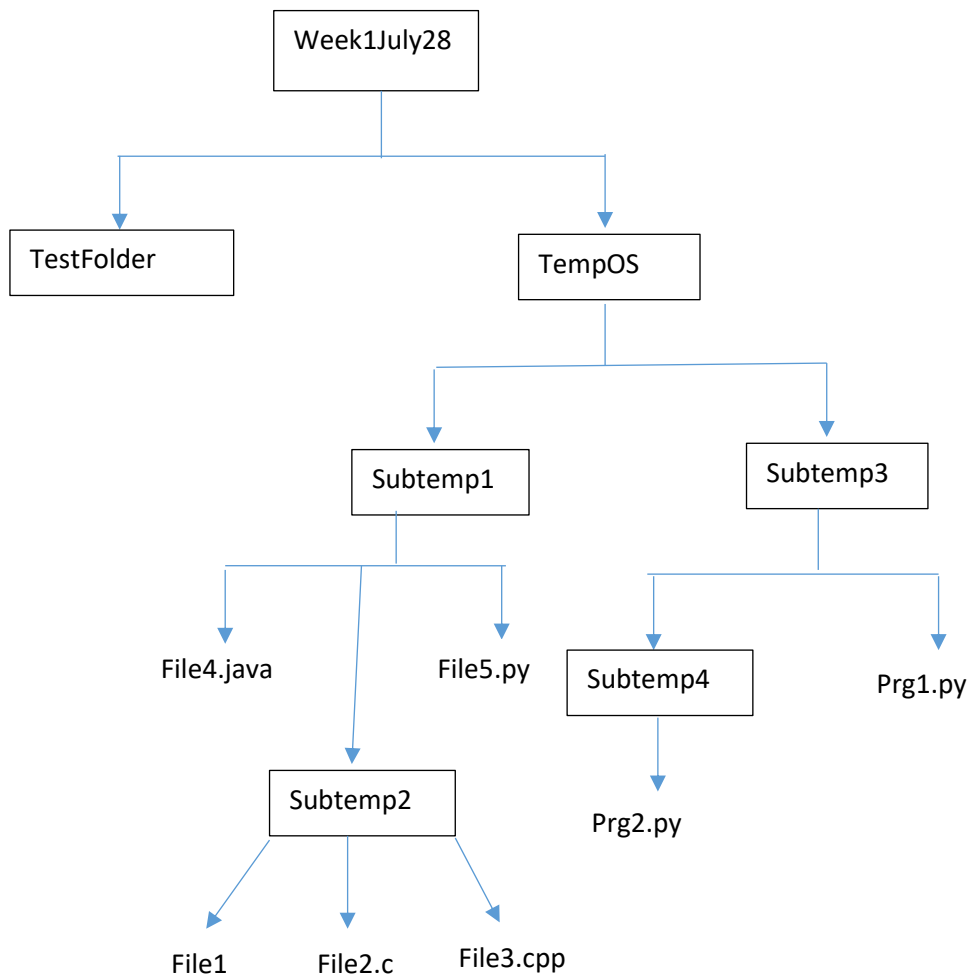 Week1July28
TestFolder
TempOS
Subtemp1
Subtemp3
File4.java
File5.py
Subtemp4
Prg1.py
Subtemp2
Prg2.py
File1
File2.c
File3.cpp